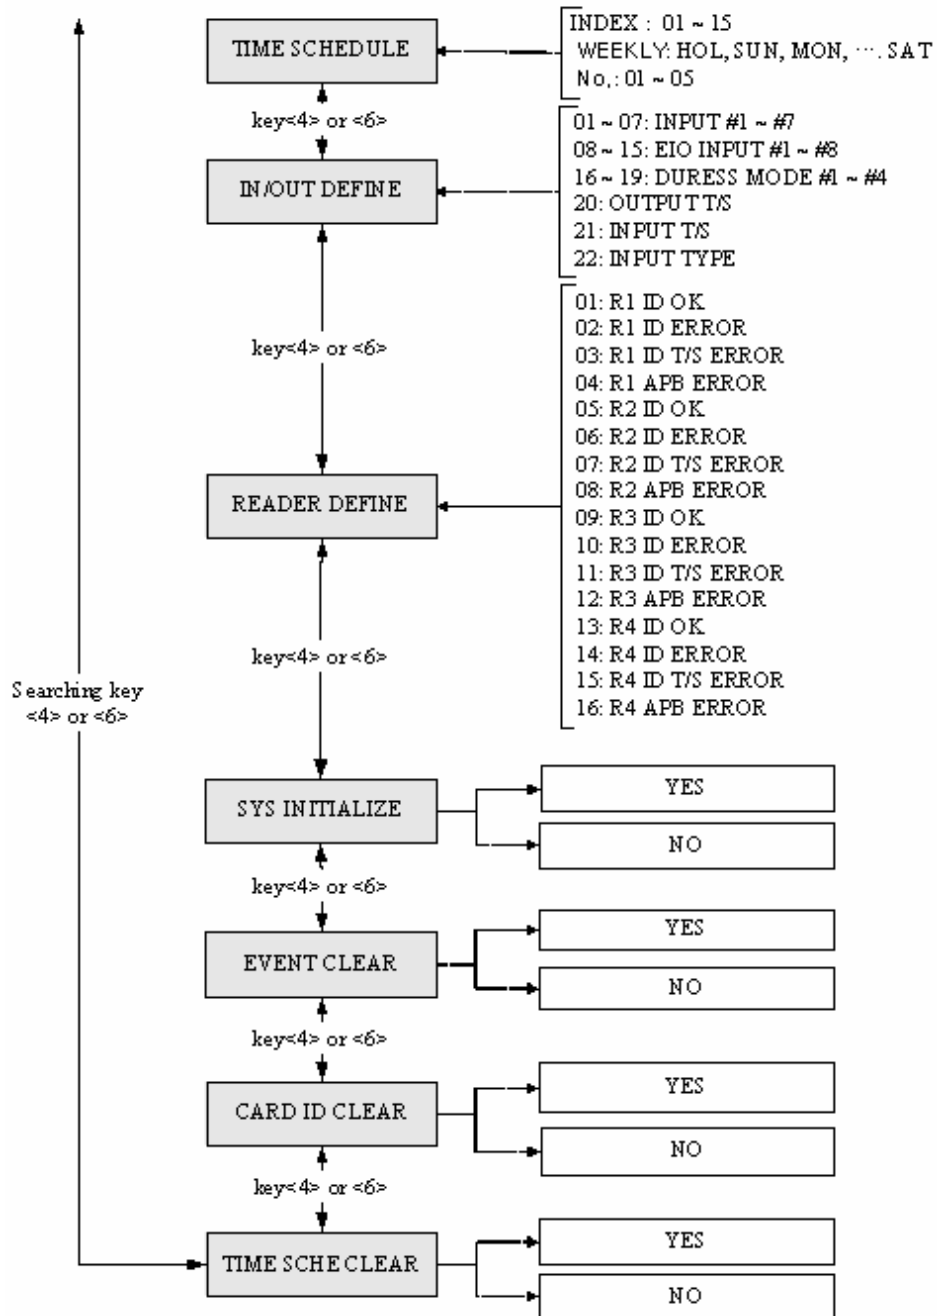 TIME SCHEDULE
INDEX : 01 ~ 15
WEEKLY: HOL, SUN, MON, ···. SAT
No,: 01 ~ 05
key<4> or <6>
IN/OUT DEFINE
01 ~ 07: INPUT #1 ~ #7
08 ~ 15: EIO INPUT #1 ~ #8
16 ~ 19: DURESS MODE #1 ~ #4
20: OUTPUT T/S
21: INPUT T/S
22: INPUT TYPE
key<4> or <6>
READER DEFINE
01: R1 ID OK
02: R1 ID ERROR
03: R1 ID T/S ERROR
04: R1 APB ERROR
05: R2 ID OK
06: R2 ID ERROR
07: R2 ID T/S ERROR
08: R2 APB ERROR
09: R3 ID OK
10: R3 ID ERROR
11: R3 ID T/S ERROR
12: R3 APB ERROR
13: R4 ID OK
14: R4 ID ERROR
15: R4 ID T/S ERROR
16: R4 APB ERROR
key<4> or <6>
Searching key
<4> or <6>
SYS INITIALIZE
YES
NO
key<4> or <6>
EVENT CLEAR
YES
NO
key<4> or <6>
CARD ID CLEAR
YES
NO
key<4> or <6>
TIME SCHE CLEAR
YES
NO